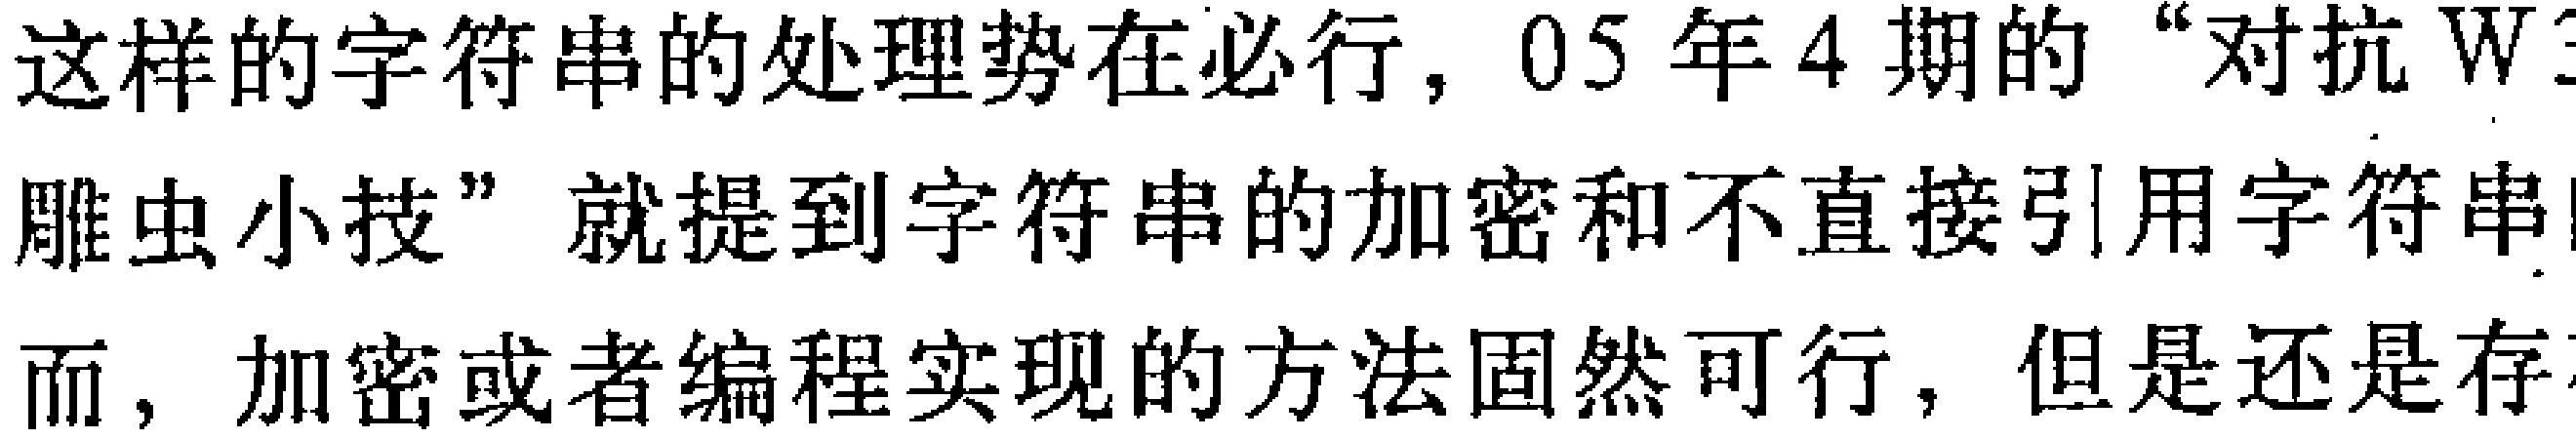 这样的字符串的处理势在必行，05 年 4 期的 “对抗 W
雕虫小技” 就提到字符串的加密和不直接引用字符串
而，加密或者编程实现的方法固然可行，但是还是存